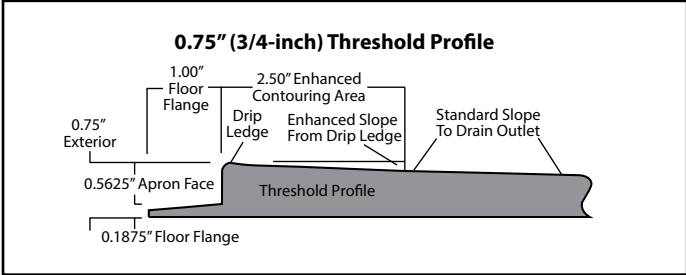 0.75” (3/4-inch) Threshold Profile
1.00”
Floor
Flange
2.50” Enhanced
Contouring Area
0.75”
Exterior
Drip
Ledge
Enhanced Slope
From Drip Ledge
Standard Slope
To Drain Outlet
0.5625” Apron Face
Threshold Profile
0.1875” Floor Flange